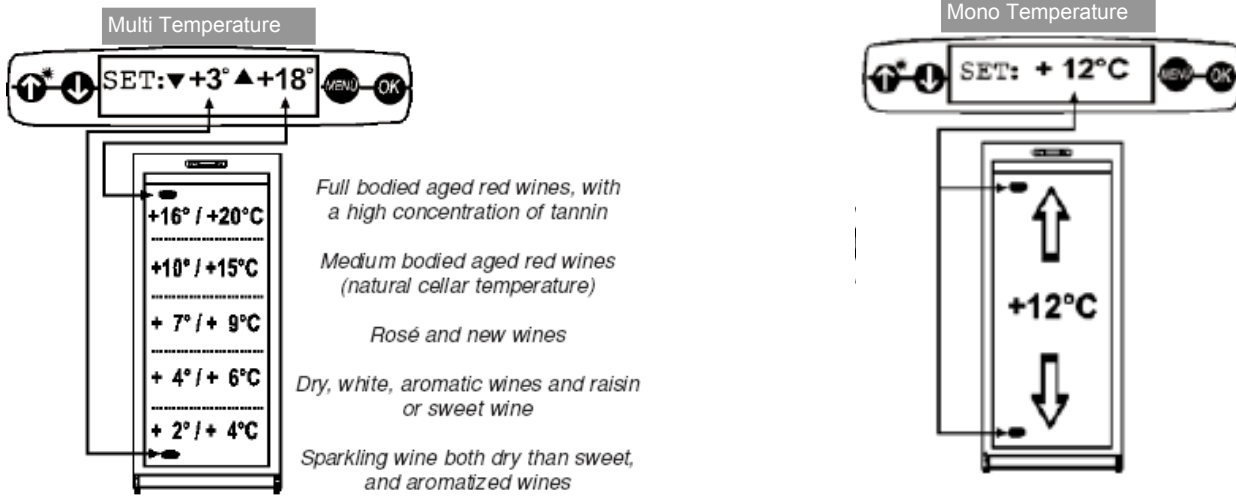 Multi Temperature
SET:▼+3° ▲+18°
MENÙ
OK
+16° / +20°C
Full bodied aged red wines, with
a high concentration of tannin
+10° / +15°C
Medium bodied aged red wines
(natural cellar temperature)
+ 7° / + 9°C
Rosé and new wines
+ 4° / + 6°C
Dry, white, aromatic wines and raisin
or sweet wine
+ 2° / + 4°C
Sparkling wine both dry than sweet,
and aromatized wines
Mono Temperature
SET: + 12°C
MENÙ
OK
+12°C